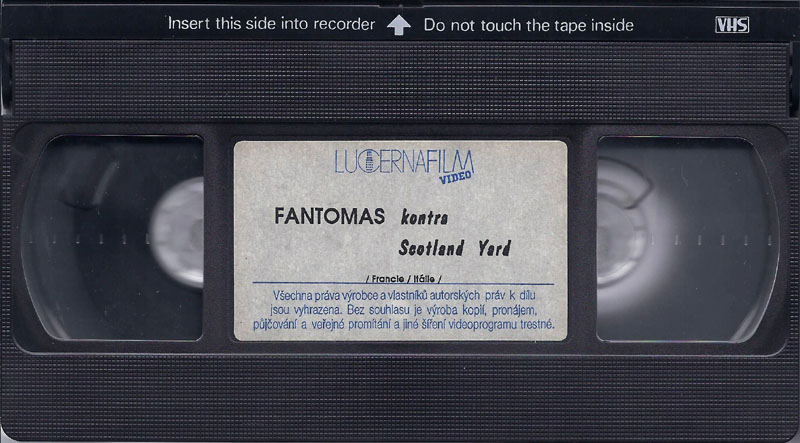 Insert this side into recorder Do not touch the tape inside VHS
LUCERNAFILM
VIDEO
FANTOMAS kontra
Scotland Yard
/ Francie / Itálie /
Všechna práva výrobce a vlastníků autorských práv k dílu
jsou vyhrazena. Bez souhlasu je výroba kopií, pronájem,
půjčování a veřejné promítání a jiné šíření videoprogramu trestné.